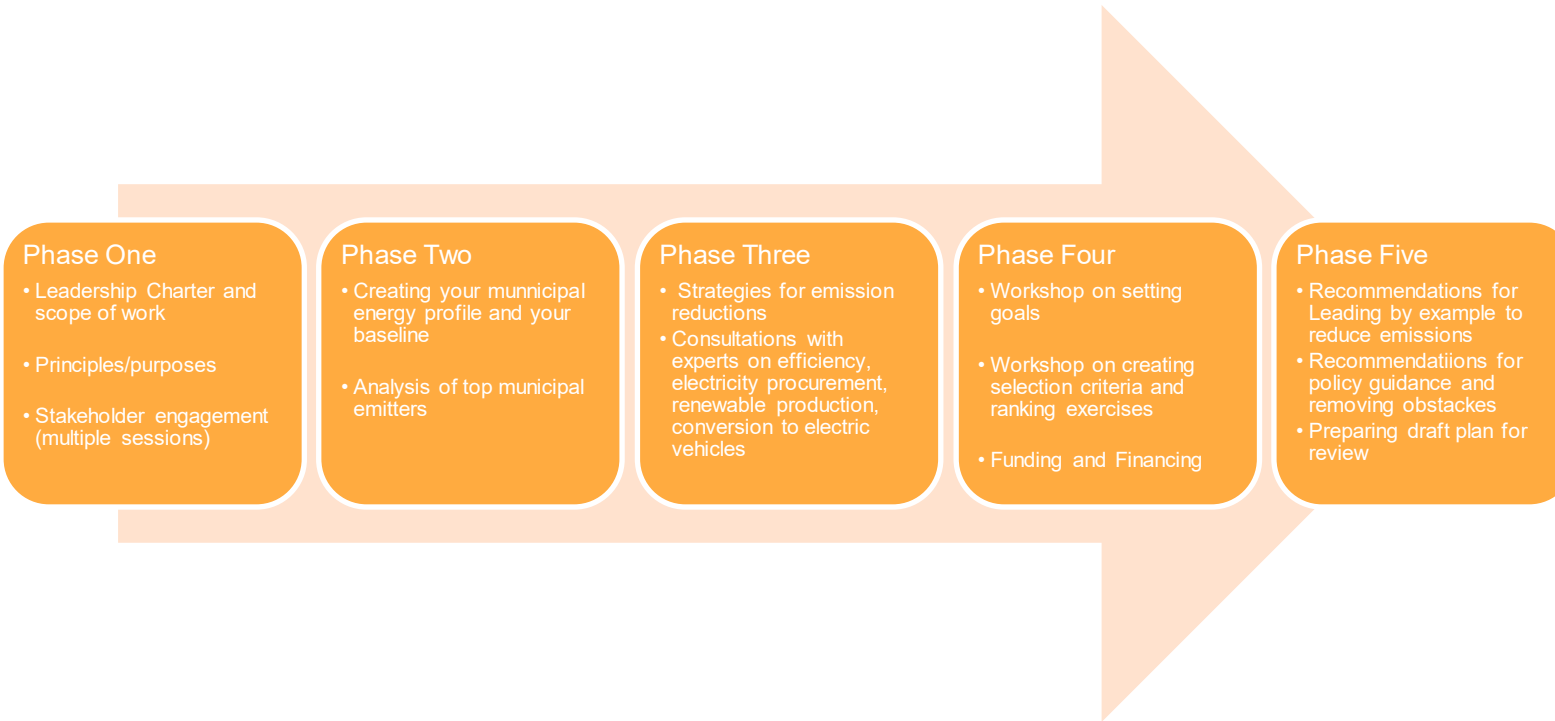 Phase One
• Leadership Charter and
scope of work
• Principles/purposes
• Stakeholder engagement
(multiple sessions)
Phase Two
• Creating your munnicipal
energy profile and your
baseline
• Analysis of top municipal
emitters
Phase Three
• Strategies for emission
reductions
• Consultations with
experts on efficiency,
electricity procurement,
renewable production,
conversion to electric
vehicles
Phase Four
• Workshop on setting
goals
• Workshop on creating
selection criteria and
ranking exercises
• Funding and Financing
Phase Five
• Recommendations for
Leading by example to
reduce emissions
• Recommendatiions for
policy guidance and
removing obstackes
• Preparing draft plan for
review